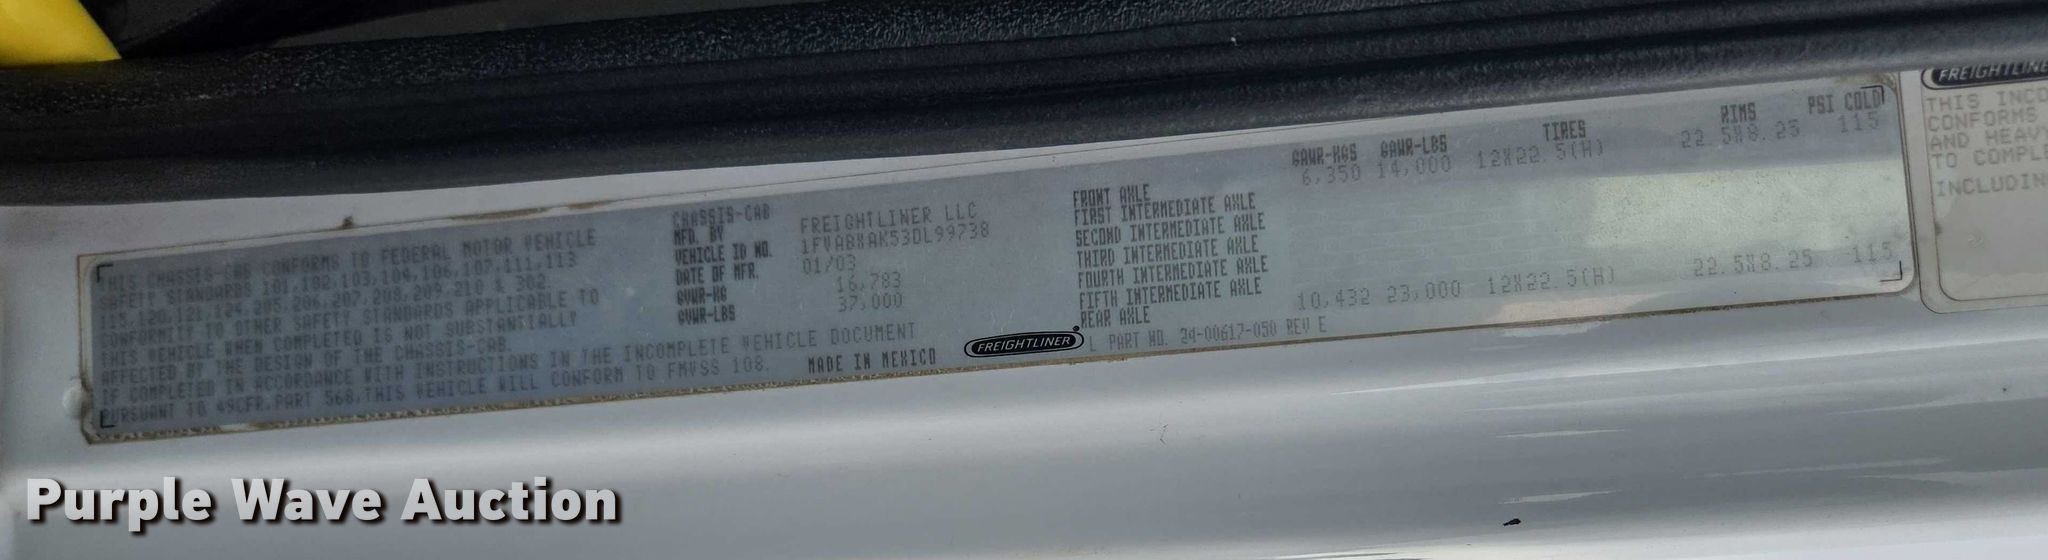 THIS CHASSIS-CAB CONFORMS TO FEDERAL MOTOR VEHICLE
SAFETY STANDARDS 101,102,103,104,106,107,111,113
115,120,121,124,205,206,207,208,209,210 & 302.
CONFORMITY TO OTHER SAFETY STANDARDS APPLICABLE TO
THIS VEHICLE WHEN COMPLETED IS NOT SUBSTANTIALLY
AFFECTED BY THE DESIGN OF THE CHASSIS-CAB.
IF COMPLETED IN ACCORDANCE WITH INSTRUCTIONS IN THE INCOMPLETE VEHICLE DOCUMENT
PURSUANT TO 49CFR,PART 568,THIS VEHICLE WILL CONFORM TO FMVSS 108.
MADE IN MEXICO
CHASSIS-CAB
MFD. BY FREIGHTLINER LLC
VEHICLE ID NO. 1FVABXAK53DL99738
DATE OF MFR. 01/03
GVWR-KG 16,783
GVWR-LBS 37,000
GAWR-KGS GAWR-LBS TIRES RIMS PSI COLD
FRONT AXLE 6,350 14,000 12X22.5(H) 22.5X8.25 115
FIRST INTERMEDIATE AXLE
SECOND INTERMEDIATE AXLE
THIRD INTERMEDIATE AXLE
FOURTH INTERMEDIATE AXLE
FIFTH INTERMEDIATE AXLE
REAR AXLE 10,432 23,000 12X22.5(H) 22.5X8.25 115
FREIGHTLINER ® L PART NO. 24-00617-050 REV E
FREIGHTLINE
THIS INCO
CONFORMS
AND HEAVY
TO COMPLE
INCLUDIN
Purple Wave Auction